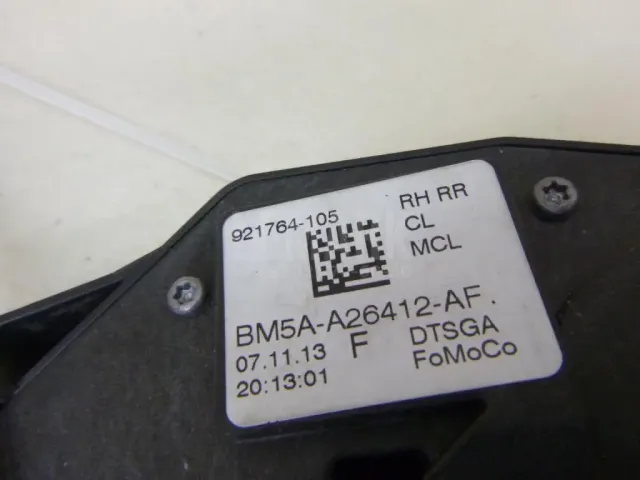 921764-105
RH RR
CL
MCL
BM5A-A26412-AF.
07.11.13 F DTSGA
20:13:01 FoMoCo